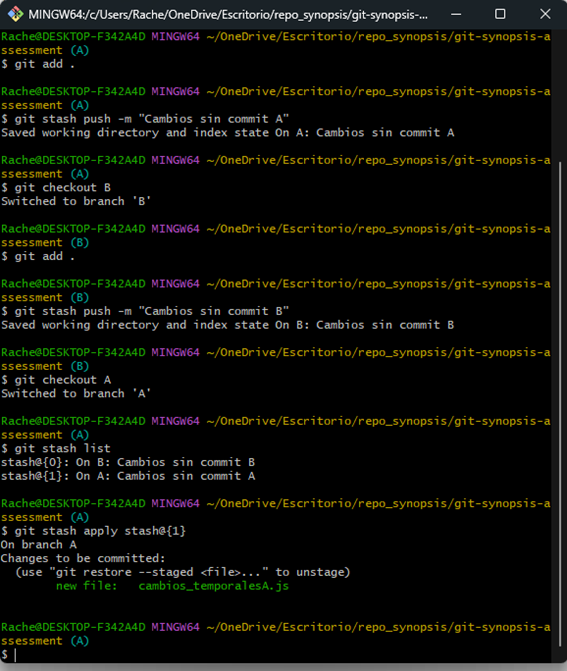 MINGW64:/c/Users/Rache/OneDrive/Escritorio/repo_synopsis/git-synopsis-...
Rache@DESKTOP-F342A4D MINGW64 ~/OneDrive/Escritorio/repo_synopsis/git-synopsis-a
ssessment (A)
$ git add .
Rache@DESKTOP-F342A4D MINGW64 ~/OneDrive/Escritorio/repo_synopsis/git-synopsis-a
ssessment (A)
$ git stash push -m "Cambios sin commit A"
Saved working directory and index state On A: Cambios sin commit A
Rache@DESKTOP-F342A4D MINGW64 ~/OneDrive/Escritorio/repo_synopsis/git-synopsis-a
ssessment (A)
$ git checkout B
Switched to branch 'B'
Rache@DESKTOP-F342A4D MINGW64 ~/OneDrive/Escritorio/repo_synopsis/git-synopsis-a
ssessment (B)
$ git add .
Rache@DESKTOP-F342A4D MINGW64 ~/OneDrive/Escritorio/repo_synopsis/git-synopsis-a
ssessment (B)
$ git stash push -m "Cambios sin commit B"
Saved working directory and index state On B: Cambios sin commit B
Rache@DESKTOP-F342A4D MINGW64 ~/OneDrive/Escritorio/repo_synopsis/git-synopsis-a
ssessment (B)
$ git checkout A
Switched to branch 'A'
Rache@DESKTOP-F342A4D MINGW64 ~/OneDrive/Escritorio/repo_synopsis/git-synopsis-a
ssessment (A)
$ git stash list
stash@{0}: On B: Cambios sin commit B
stash@{1}: On A: Cambios sin commit A
Rache@DESKTOP-F342A4D MINGW64 ~/OneDrive/Escritorio/repo_synopsis/git-synopsis-a
ssessment (A)
$ git stash apply stash@{1}
On branch A
Changes to be committed:
  (use "git restore --staged <file>..." to unstage)
        new file:   cambios_temporalesA.js
Rache@DESKTOP-F342A4D MINGW64 ~/OneDrive/Escritorio/repo_synopsis/git-synopsis-a
ssessment (A)
$